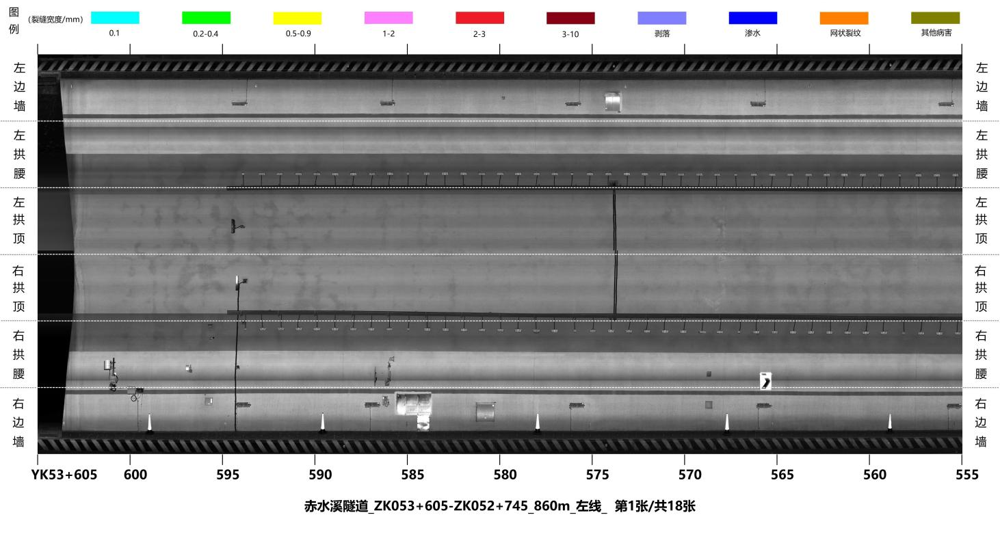 图例 (裂缝宽度/mm)
0.1 0.2-0.4 0.5-0.9 1-2 2-3 3-10 剥落 渗水 网状裂纹 其他病害
左边墙 左边墙
左拱腰 左拱腰
左拱顶 左拱顶
右拱顶 右拱顶
右拱腰 右拱腰
右边墙 右边墙
YK53+605 600 595 590 585 580 575 570 565 560 555
赤水溪隧道_ZK053+605-ZK052+745_860m_左线_ 第1张/共18张